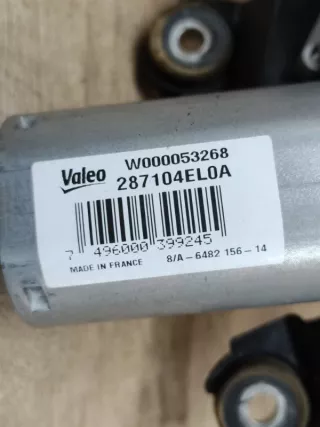 W000053268
Valeo 287104EL0A
7 496000 399245
MADE IN FRANCE 8/A-6482 156-14